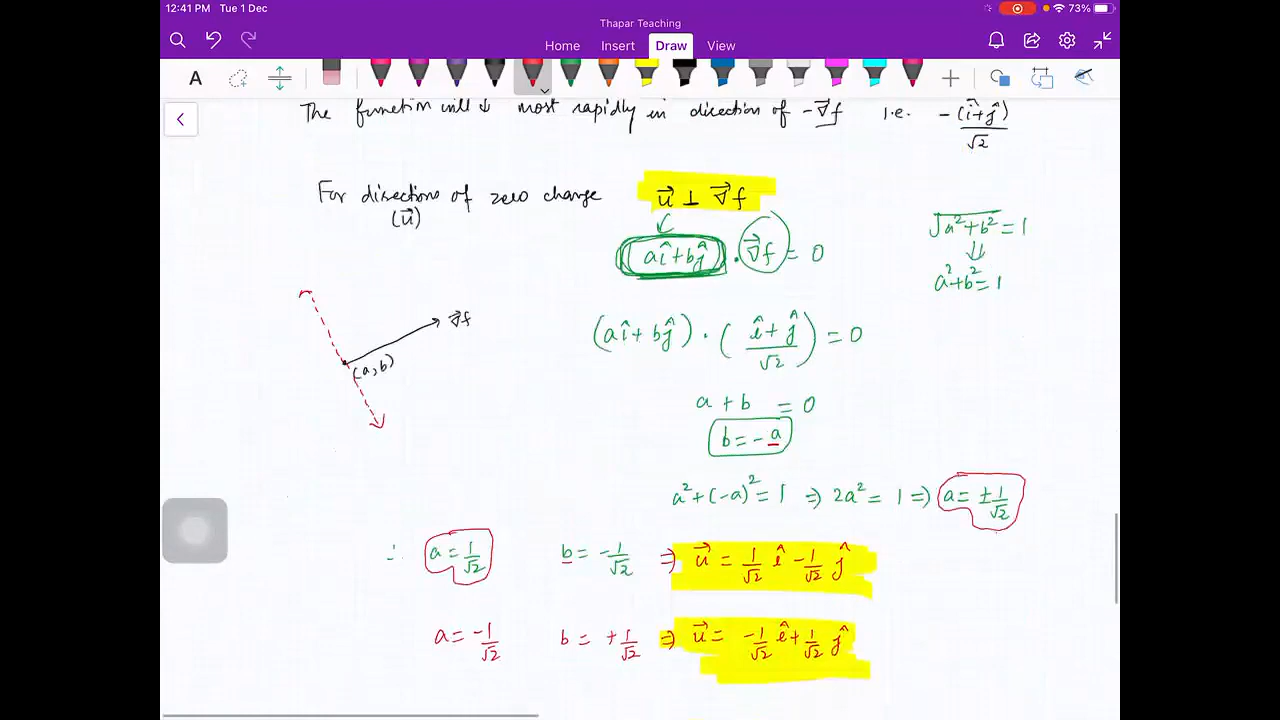 12:41 PM Tue 1 Dec
73%
Thapar Teaching
Home Insert Draw View
A
The function will ↓ most rapidly in direction of -∇⃗f i.e. -(î+ĵ)/√2
For directions of zero change u⃗ ⊥ ∇⃗f
(u⃗)
√a²+b² = 1
aî+bĵ . ∇⃗f = 0
⇓
a²+b²=1
∇⃗f
(aî+bĵ) . (î+ĵ/√2) = 0
(a,b)
a + b = 0
b = -a
a²+(-a)² = 1 ⇒ 2a² = 1 ⇒ a = ±1/√2
∴ a = 1/√2 b = -1/√2 ⇒ u⃗ = 1/√2 î - 1/√2 ĵ
a = -1/√2 b = +1/√2 ⇒ u⃗ = -1/√2 î + 1/√2 ĵ